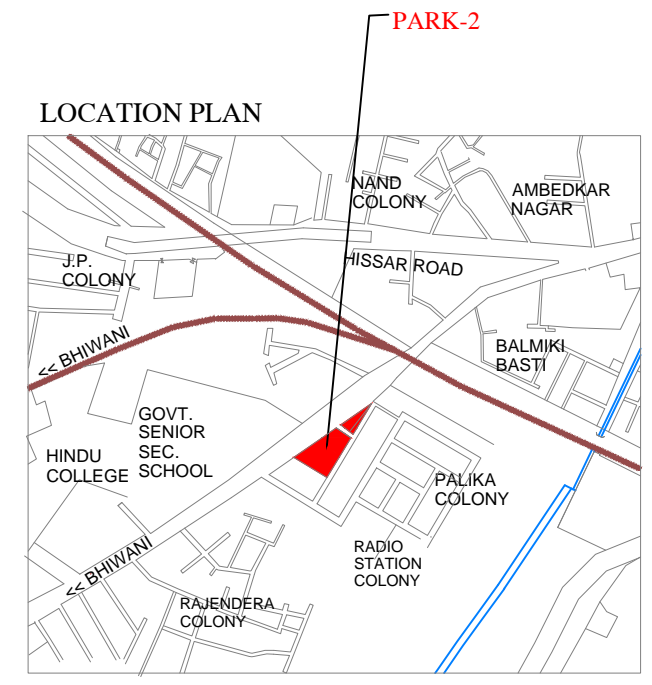 PARK-2
LOCATION PLAN
NAND
COLONY
AMBEDKAR
NAGAR
J.P.
COLONY
HISSAR ROAD
<< BHIWANI
BALMIKI
BASTI
GOVT.
SENIOR
SEC.
SCHOOL
HINDU
COLLEGE
PALIKA
COLONY
RADIO
STATION
COLONY
<< BHIWANI
RAJENDERA
COLONY